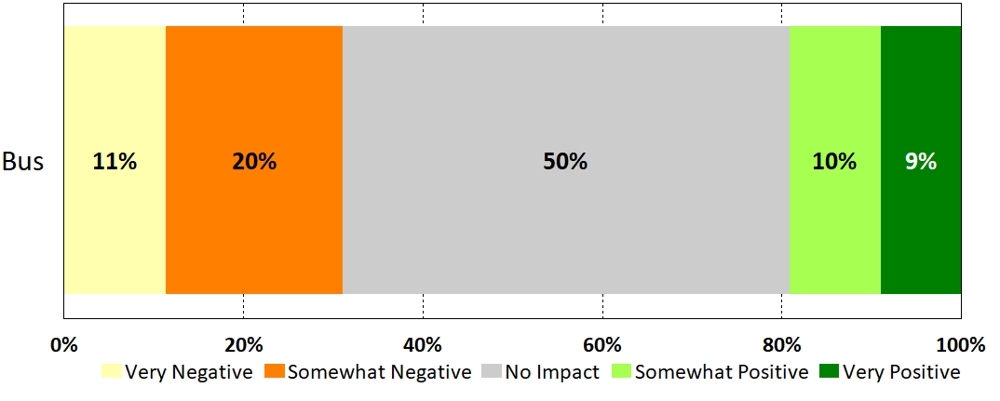 Bus 11% 20% 50% 10% 9%
0% 20% 40% 60% 80% 100%
Very Negative Somewhat Negative No Impact Somewhat Positive Very Positive